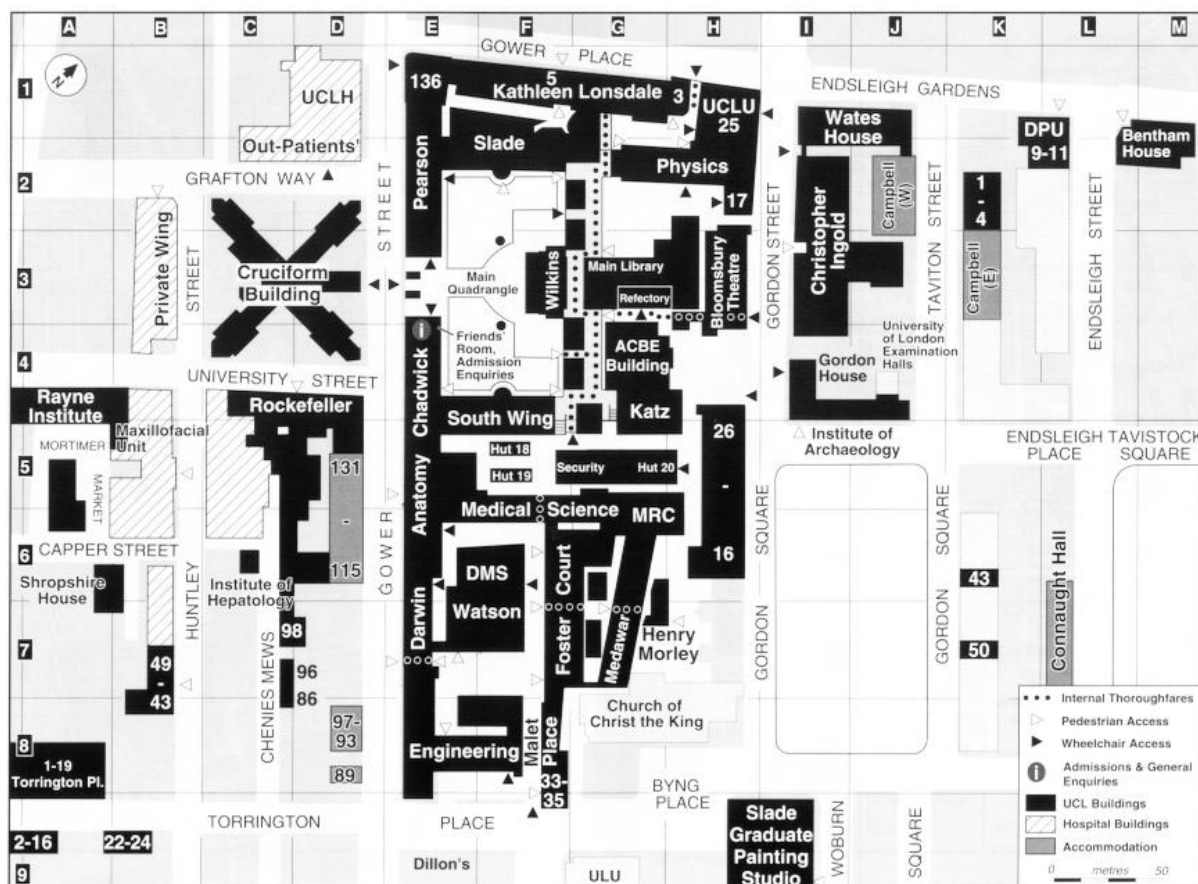 A B C D E F G H I J K L M
1
2
3
4
5
6
7
8
9
N
GOWER PLACE
ENDSLEIGH GARDENS
136
5
Kathleen Lonsdale
3
UCLU
25
UCLH
Out-Patients'
Slade
Physics
17
Wates
House
DPU
9-11
Bentham
House
GRAFTON WAY
Pearson
STREET
GORDON STREET
Campbell
(W)
TAVITON STREET
1
-
4
ENDSLEIGH STREET
Private Wing
STREET
Cruciform
Building
Main
Quadrangle
Wilkins
Main Library
Refectory
Bloomsbury
Theatre
Christopher
Ingold
Campbell
(E)
i
Friends'
Room,
Admission
Enquiries
ACBE
Building
University
of London
Examination
Halls
Gordon
House
UNIVERSITY STREET
Rayne
Institute
Rockefeller
Chadwick
South Wing
Katz
Maxillofacial
Unit
MORTIMER
MARKET
131
-
115
Hut 18
Hut 19
Security
Hut 20
26
-
16
Institute of
Archaeology
ENDSLEIGH
PLACE
TAVISTOCK
SQUARE
Anatomy
Medical Science
MRC
CAPPER STREET
Shropshire
House
HUNTLEY
Institute of
Hepatology
GOWER
DMS
Watson
Darwin
Foster Court
Medawar
Henry
Morley
GORDON SQUARE
GORDON SQUARE
43
50
Connaught Hall
98
96
86
49
-
43
CHENIES MEWS
97-
93
89
Church of
Christ the King
Engineering
Malet
Place
33-
35
BYNG
PLACE
1-19
Torrington Pl.
2-16
22-24
TORRINGTON PLACE
Dillon's
ULU
Slade
Graduate
Painting
Studio
WOBURN SQUARE
Internal Thoroughfares
Pedestrian Access
Wheelchair Access
i Admissions & General
Enquiries
UCL Buildings
Hospital Buildings
Accommodation
0 metres 50